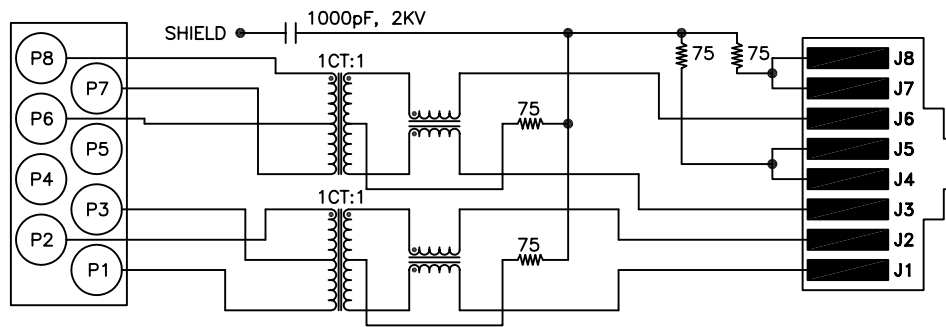 SHIELD
1000pF, 2KV
P8
P7
P6
P5
P4
P3
P2
P1
1CT:1
75
1CT:1
75
75
75
J8
J7
J6
J5
J4
J3
J2
J1